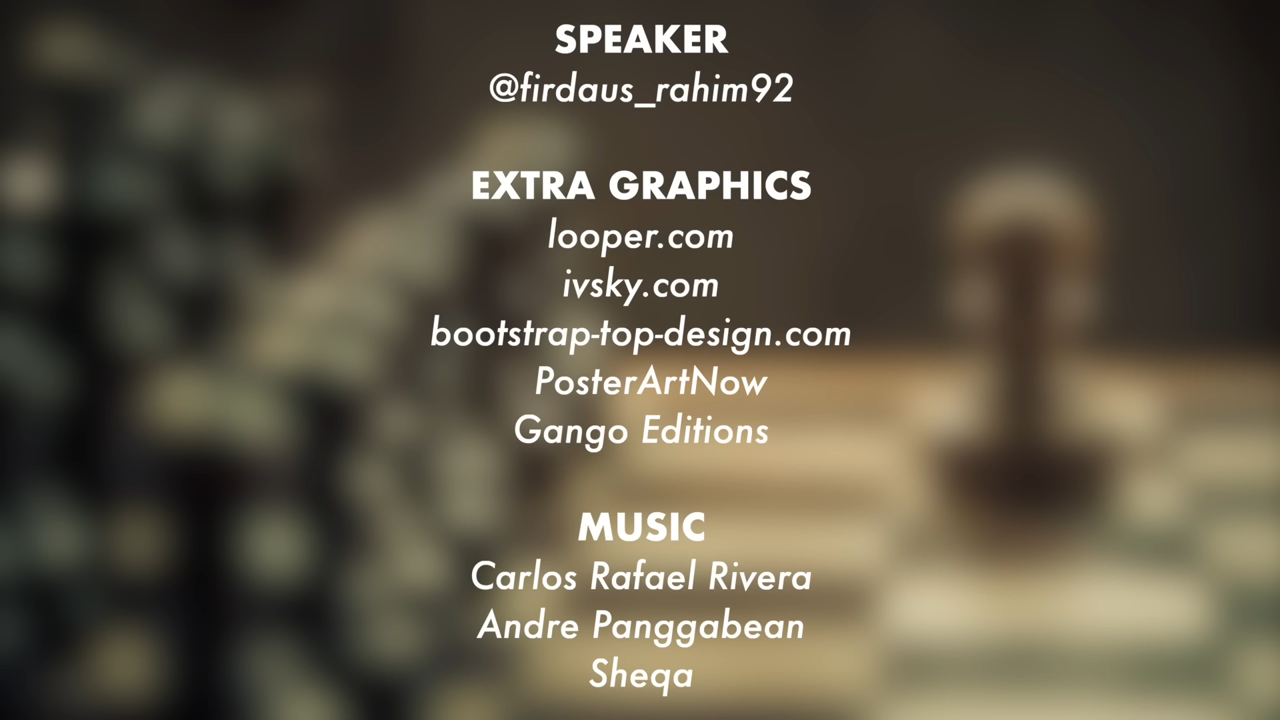 SPEAKER
@firdaus_rahim92
EXTRA GRAPHICS
looper.com
ivsky.com
bootstrap-top-design.com
PosterArtNow
Gango Editions
MUSIC
Carlos Rafael Rivera
Andre Panggabean
Sheqa